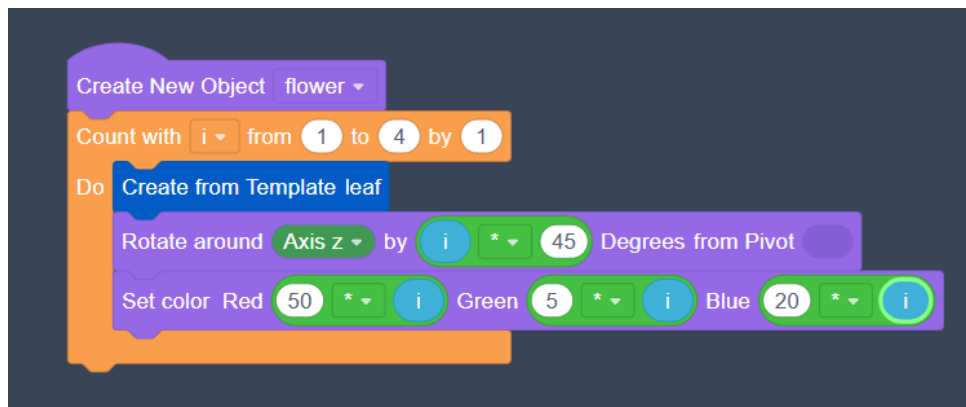 Create New Object flower
Count with i from 1 to 4 by 1
Do Create from Template leaf
Rotate around Axis z by i * 45 Degrees from Pivot
Set color Red 50 * i Green 5 * i Blue 20 * i